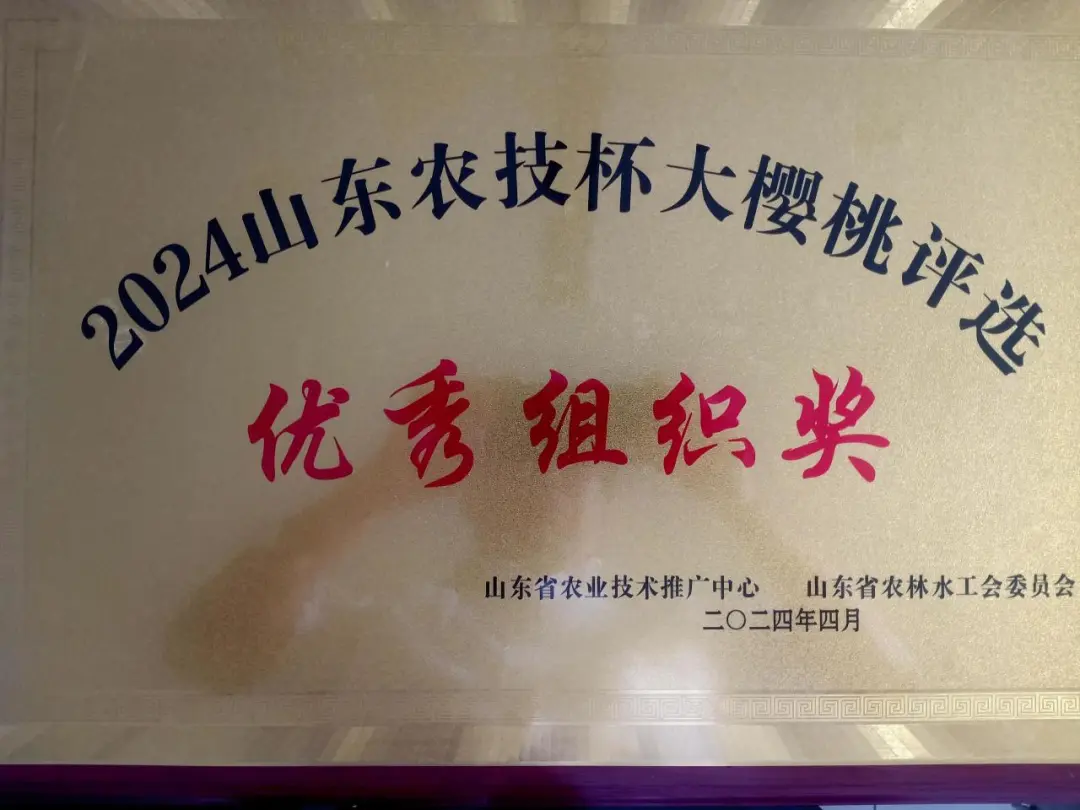 2024山东农技杯大樱桃评选
优秀组织奖
山东省农业技术推广中心 山东省农林水工会委员会
二〇二四年四月